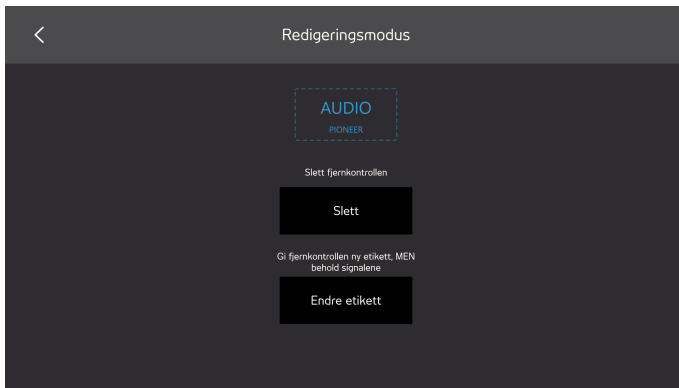 Redigeringsmodus
AUDIO
PIONEER
Slett fjernkontrollen
Slett
Gi fjernkontrollen ny etikett, MEN
behold signalene
Endre etikett